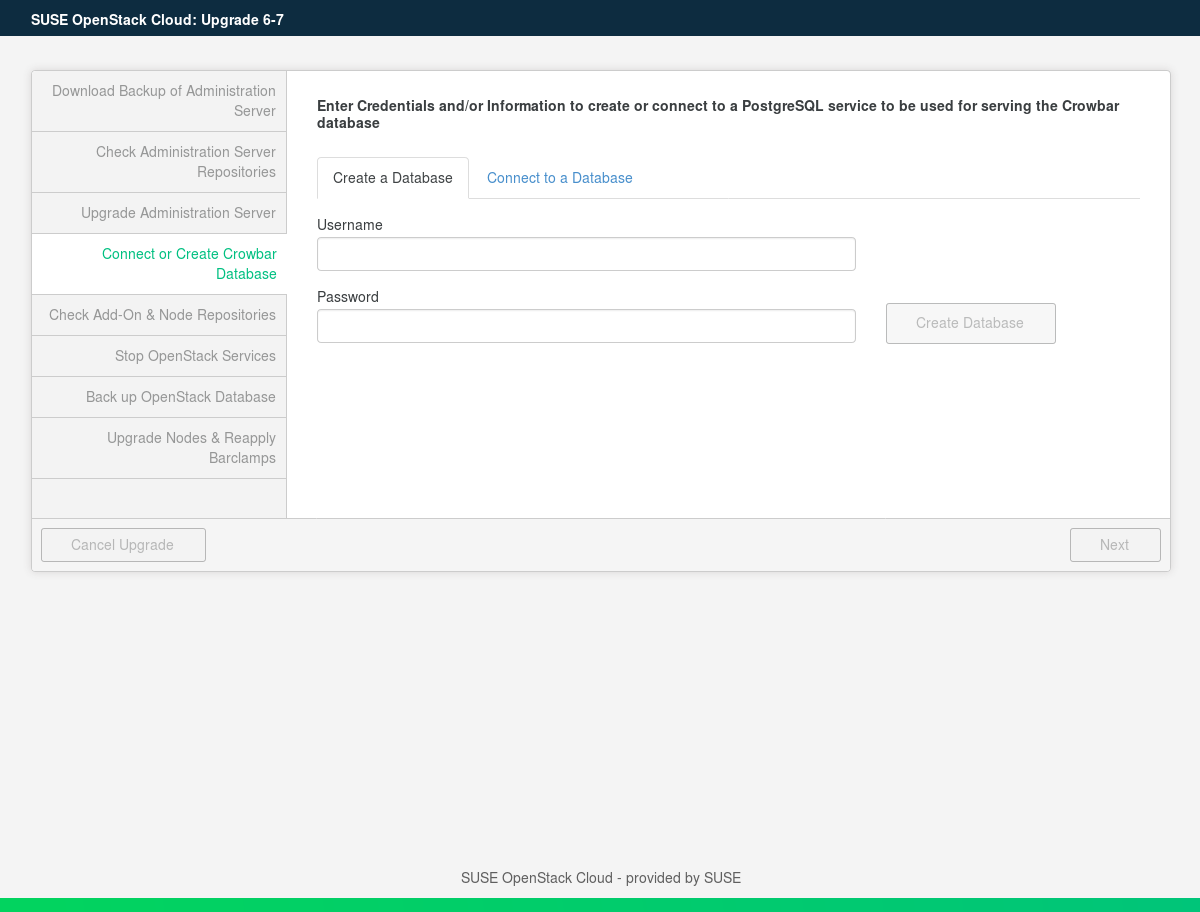 SUSE OpenStack Cloud: Upgrade 6-7
Download Backup of Administration
Server
Check Administration Server
Repositories
Upgrade Administration Server
Connect or Create Crowbar
Database
Check Add-On & Node Repositories
Stop OpenStack Services
Back up OpenStack Database
Upgrade Nodes & Reapply
Barclamps
Enter Credentials and/or Information to create or connect to a PostgreSQL service to be used for serving the Crowbar
database
Create a Database
Connect to a Database
Username
Password
Create Database
Cancel Upgrade
Next
SUSE OpenStack Cloud - provided by SUSE